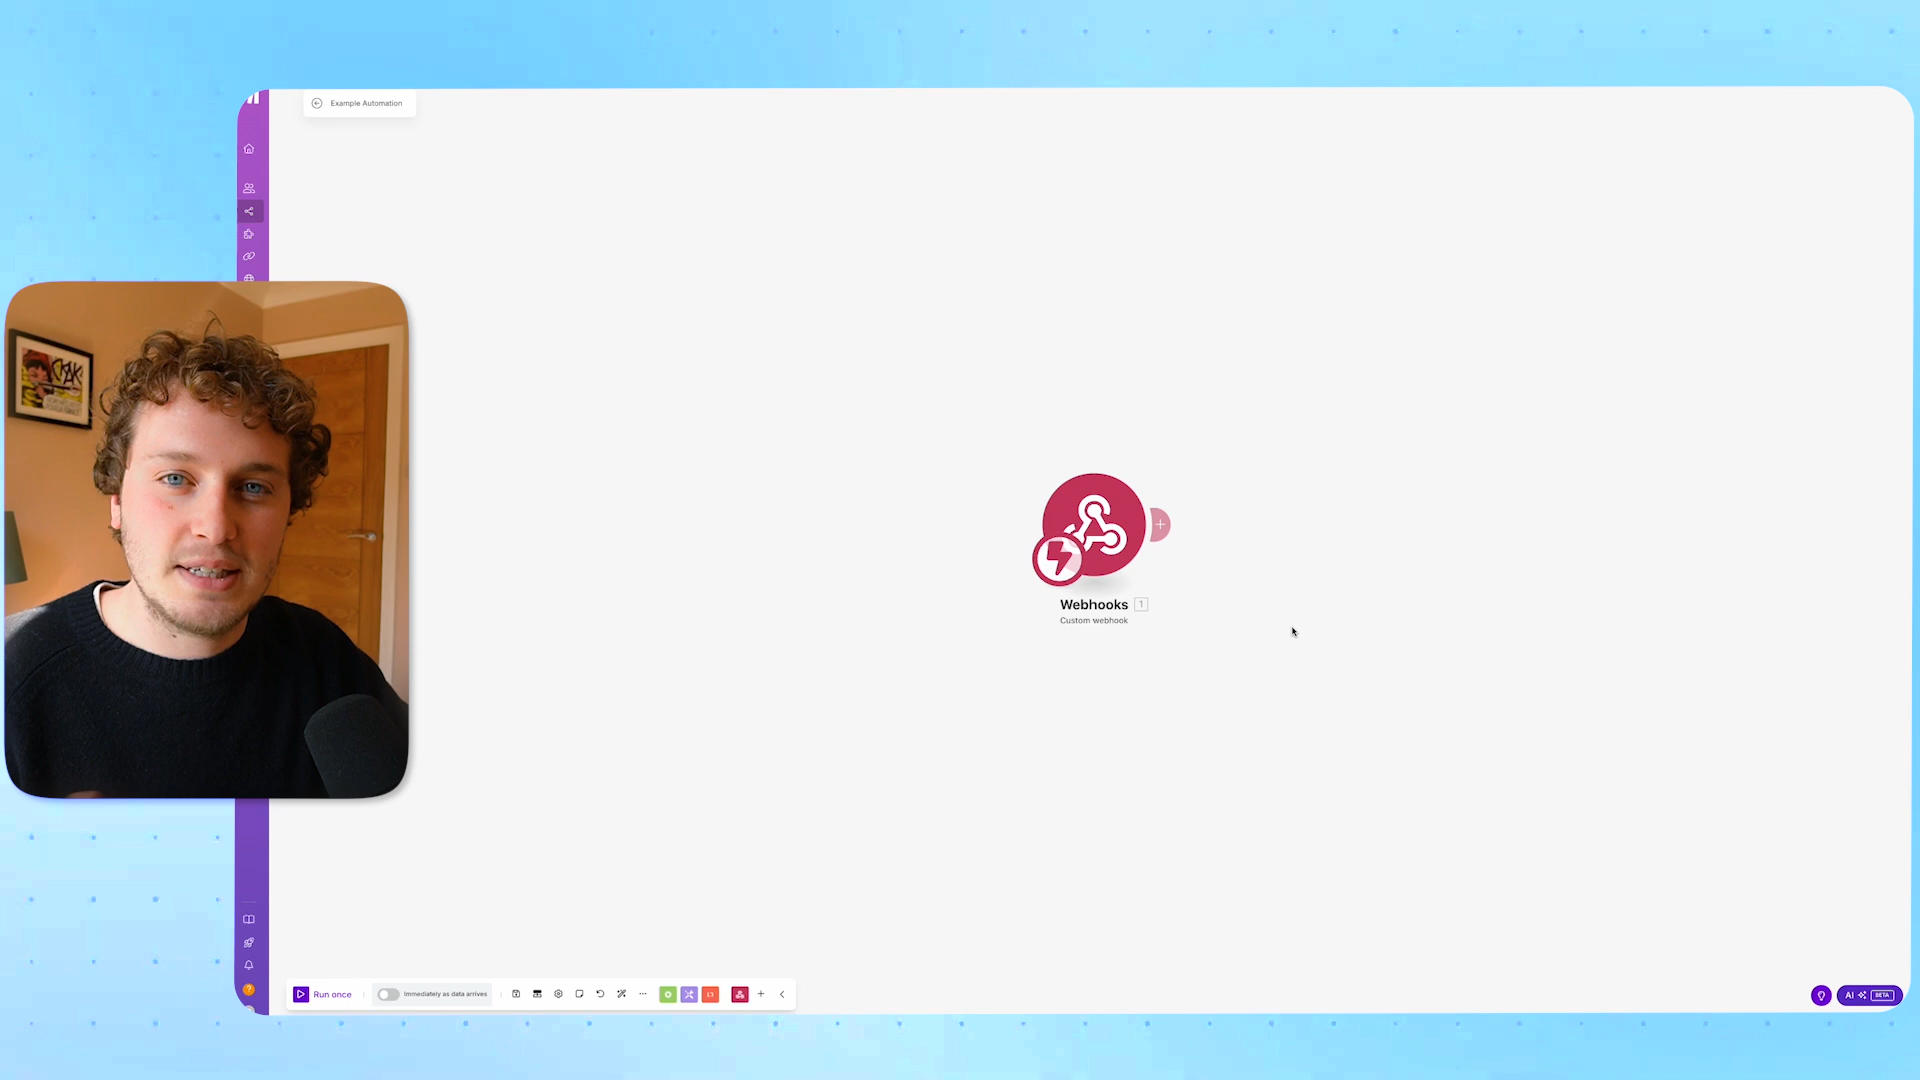 Example Automation
Webhooks 1
Custom webhook
Run once
Immediately as data arrives
AI BETA